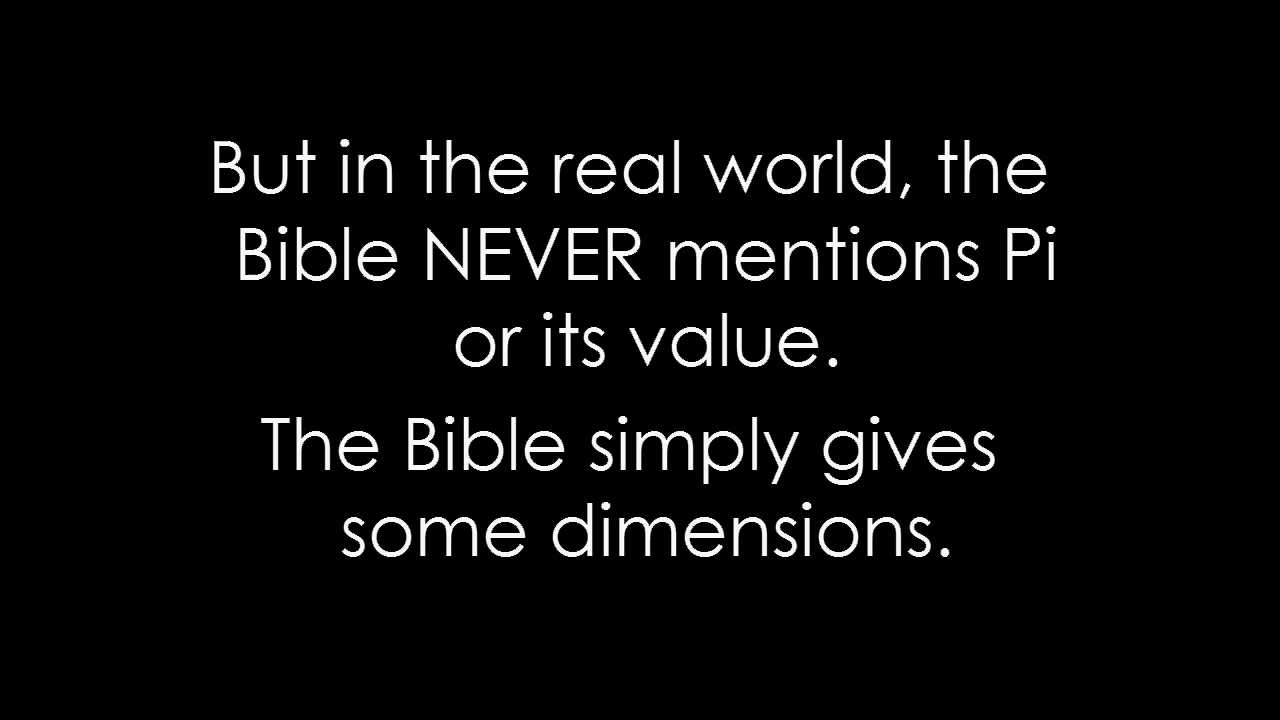 But in the real world, the
Bible NEVER mentions Pi
or its value.
The Bible simply gives
some dimensions.